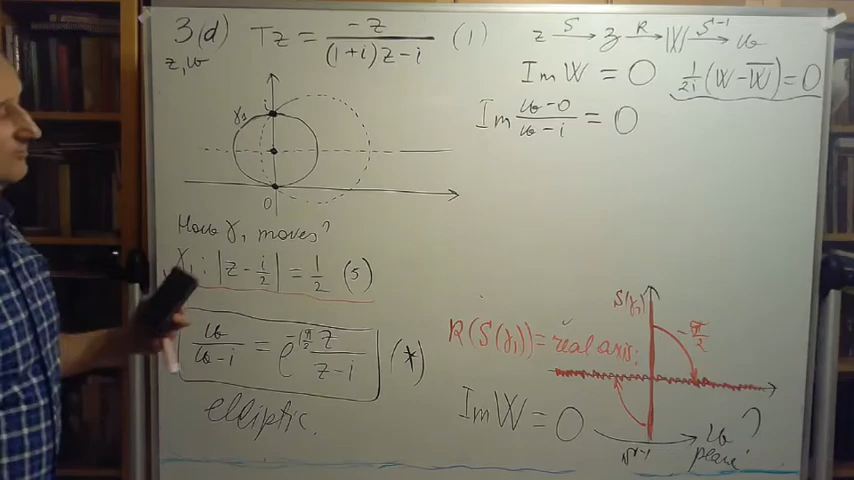 3(d) Tz = -z / ((1+i)z - i) (1)
z, w
i
γ₁
0
How γ₁ moves?
γ₁: |z - i/2| = 1/2 (5)
w/(w-i) = e^(-iπ/2) z/(z-i) (*)
elliptic.
z →S z →R W →S⁻¹ w
Im W = 0 1/2i (W - W̅) = 0
Im (w-0)/(w-i) = 0
S(γ₁)
-π/2
R(S(γ₁)) = real axis:
Im W = 0 → w plane ?